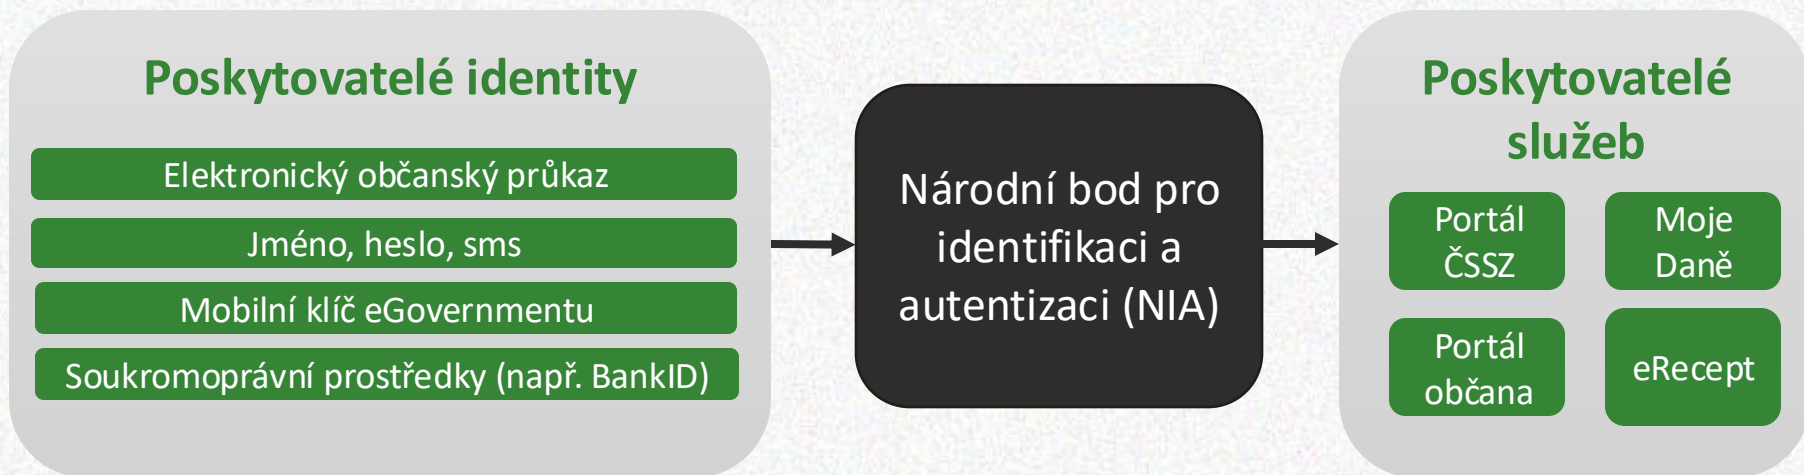 Poskytovatelé identity
Elektronický občanský průkaz
Jméno, heslo, sms
Mobilní klíč eGovernmentu
Soukromoprávní prostředky (např. BankID)
Národní bod pro
identifikaci a
autentizaci (NIA)
Poskytovatelé
služeb
Portál
ČSSZ
Moje
Daně
Portál
občana
eRecept